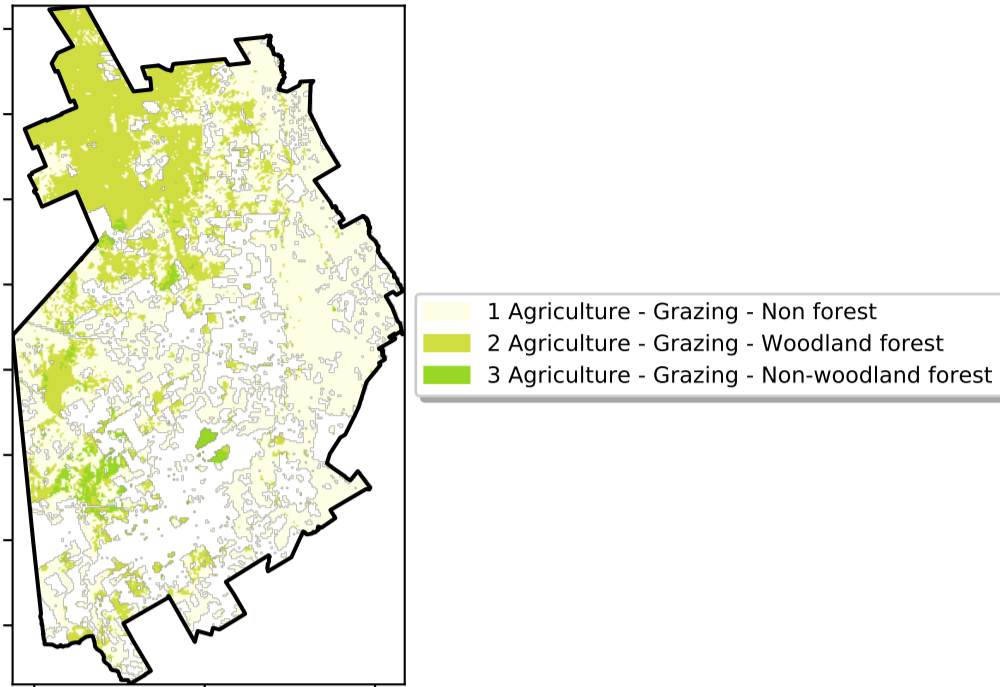 1 Agriculture - Grazing - Non forest
2 Agriculture - Grazing - Woodland forest
3 Agriculture - Grazing - Non-woodland forest